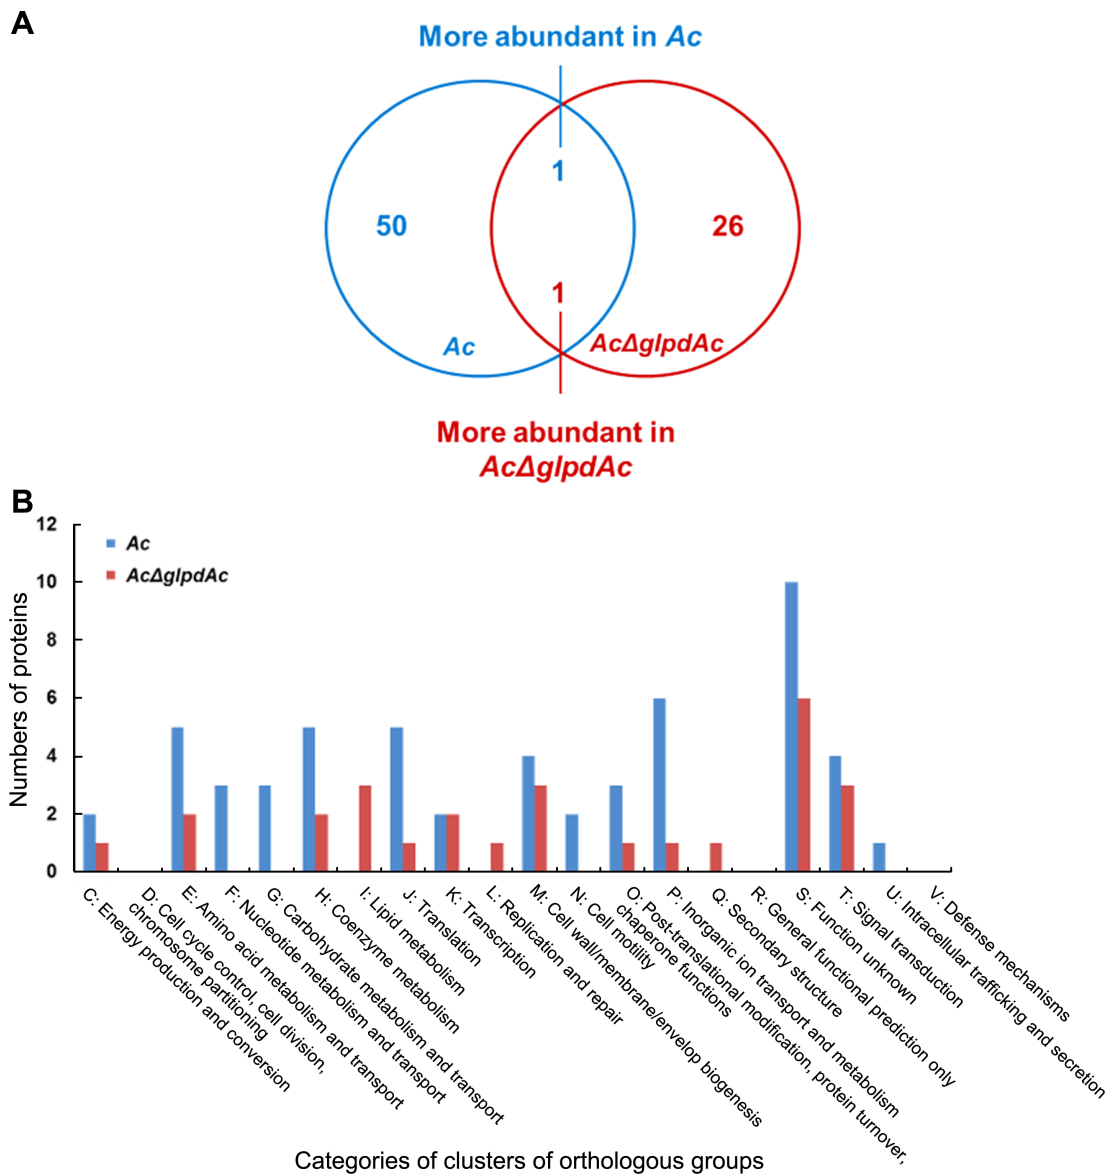 A
More abundant in Ac
1
50
26
1
Ac
AcΔglpdAc
More abundant in
AcΔglpdAc
B
12
10
8
6
4
2
0
Numbers of proteins
Ac
AcΔglpdAc
C: Energy production and conversion
D: Cell cycle control, cell division,
chromosome partitioning
E: Amino acid metabolism and transport
F: Nucleotide metabolism and transport
G: Carbohydrate metabolism and transport
H: Coenzyme metabolism
I: Lipid metabolism
J: Translation
K: Transcription
L: Replication and repair
M: Cell wall/membrane/envelop biogenesis
N: Cell motility
O: Post-translational modification, protein turnover,
chaperone functions
P: Inorganic ion transport and metabolism
Q: Secondary structure
R: General functional prediction only
S: Function unknown
T: Signal transduction
U: Intracellular trafficking and secretion
V: Defense mechanisms
Categories of clusters of orthologous groups